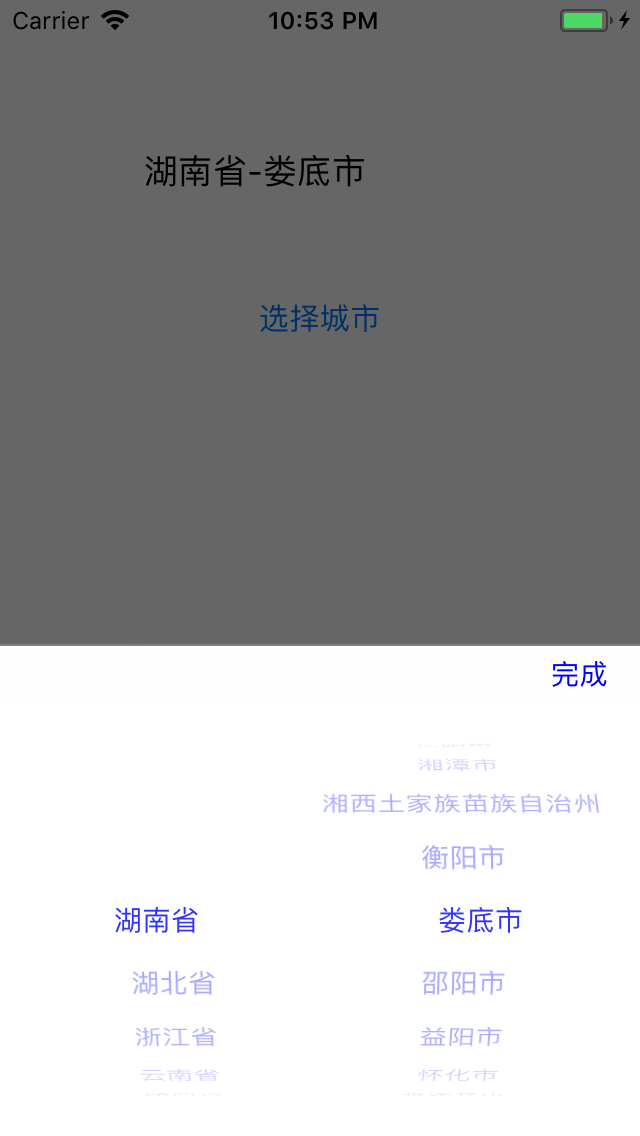 Carrier 10:53 PM
湖南省-娄底市
选择城市
完成
湘潭市
湘西土家族苗族自治州
衡阳市
湖南省 娄底市
湖北省 邵阳市
浙江省 益阳市
云南省 怀化市